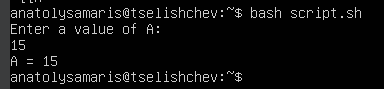 anatolysamaris@tselishchev:~$ bash script.sh
Enter a value of A:
15
A = 15
anatolysamaris@tselishchev:~$